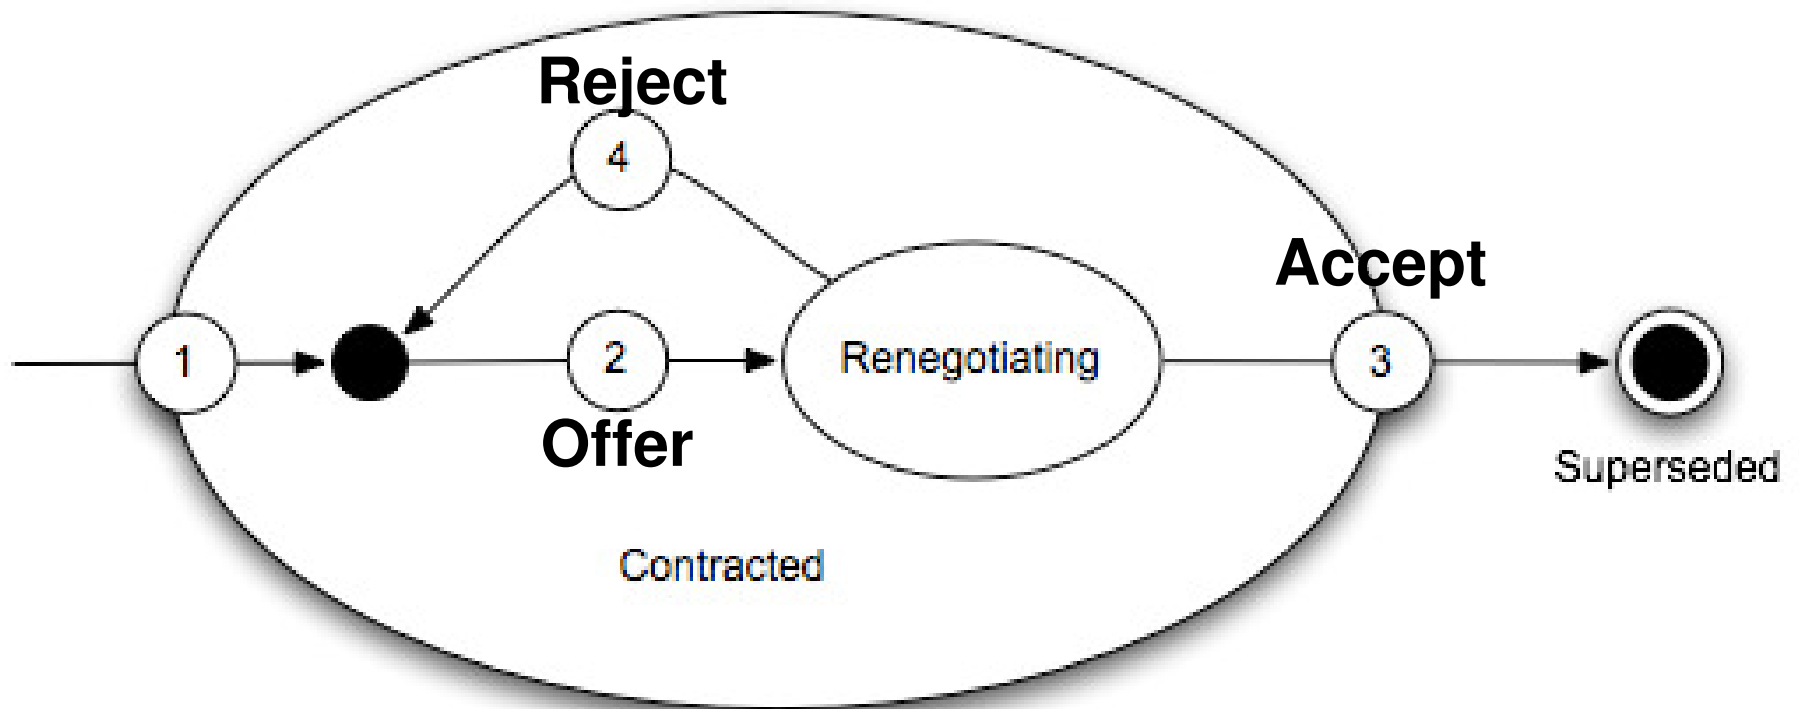 Reject
4
Accept
1
2
Renegotiating
3
Offer
Superseded
Contracted